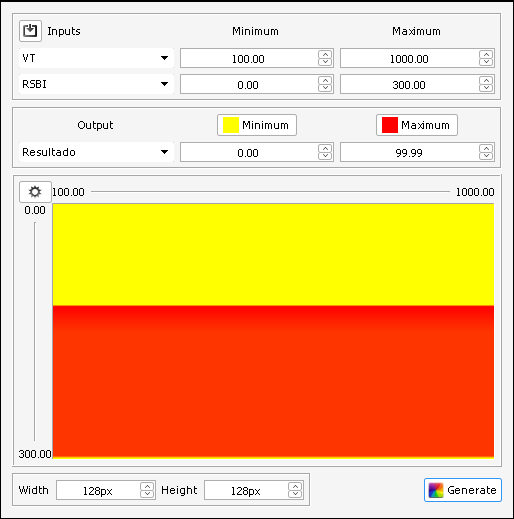 Inputs Minimum Maximum
VT 100.00 1000.00
RSBI 0.00 300.00
Output Minimum Maximum
Resultado 0.00 99.99
100.00 1000.00
0.00
300.00
Width 128px Height 128px Generate